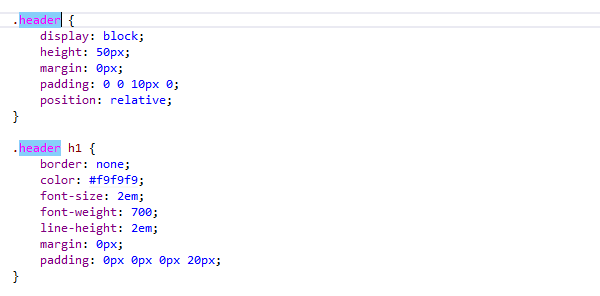 .header {
    display: block;
    height: 50px;
    margin: 0px;
    padding: 0 0 10px 0;
    position: relative;
}

.header h1 {
    border: none;
    color: #f9f9f9;
    font-size: 2em;
    font-weight: 700;
    line-height: 2em;
    margin: 0px;
    padding: 0px 0px 0px 20px;
}